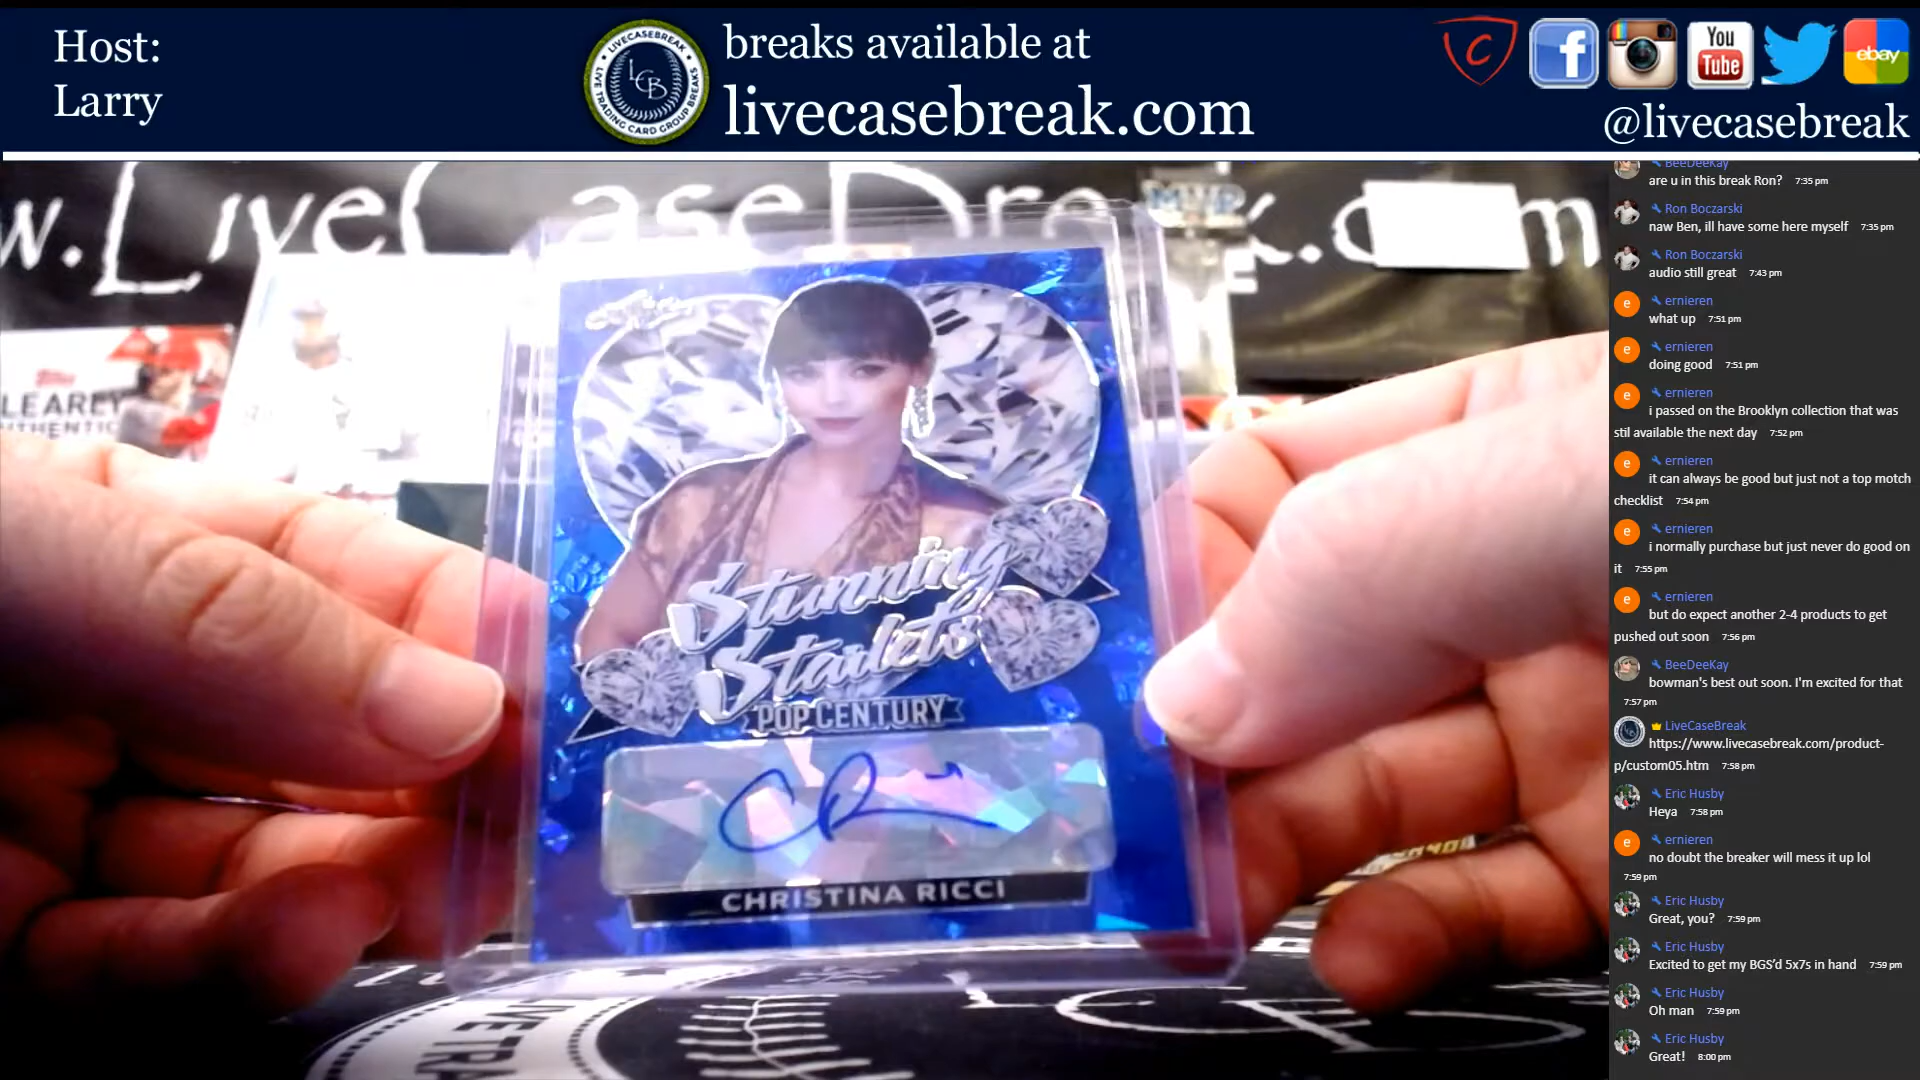 Host:
Larry
LIVECASEBREAK
LCB
LIVE TRADING CARD GROUP BREAKS
breaks available at
livecasebreak.com
C
f
You
Tube
ebay
@livecasebreak
w.LiveCaseBreak.com
MVP
topps
Stunning
Starlets
POP CENTURY
CR
CHRISTINA RICCI
BeeDeeKay
are u in this break Ron? 7:35 pm
Ron Boczarski
naw Ben, ill have some here myself 7:35 pm
Ron Boczarski
audio still great 7:43 pm
e ernieren
what up 7:51 pm
e ernieren
doing good 7:51 pm
e ernieren
i passed on the Brooklyn collection that was
stil available the next day 7:52 pm
e ernieren
it can always be good but just not a top motch
checklist 7:54 pm
e ernieren
i normally purchase but just never do good on
it 7:55 pm
e ernieren
but do expect another 2-4 products to get
pushed out soon 7:56 pm
BeeDeeKay
bowman's best out soon. I'm excited for that
7:57 pm
LiveCaseBreak
https://www.livecasebreak.com/product-
p/custom05.htm 7:58 pm
Eric Husby
Heya 7:58 pm
e ernieren
no doubt the breaker will mess it up lol
7:59 pm
Eric Husby
Great, you? 7:59 pm
Eric Husby
Excited to get my BGS'd 5x7s in hand 7:59 pm
Eric Husby
Oh man 7:59 pm
Eric Husby
Great! 8:00 pm